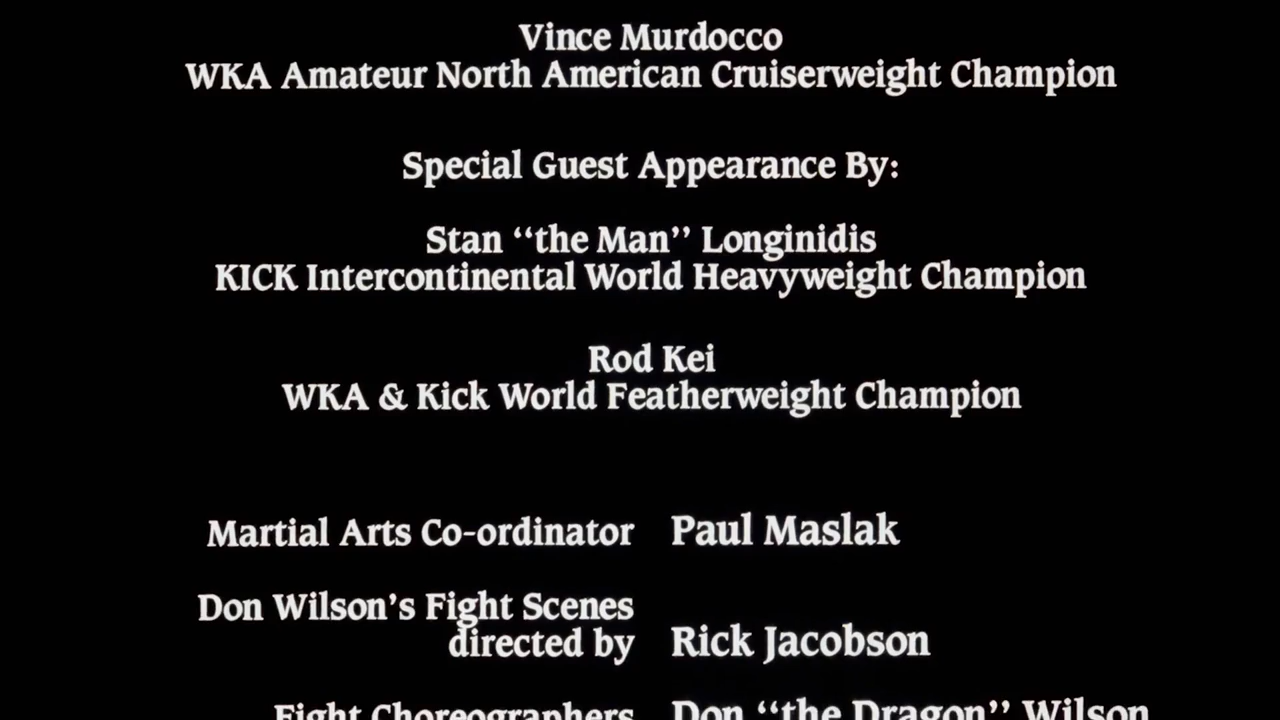 Vince Murdocco
WKA Amateur North American Cruiserweight Champion
Special Guest Appearance By:
Stan “the Man” Longinidis
KICK Intercontinental World Heavyweight Champion
Rod Kei
WKA & Kick World Featherweight Champion
Martial Arts Co-ordinator Paul Maslak
Don Wilson's Fight Scenes
directed by Rick Jacobson
Fight Choreographers Don “the Dragon” Wilson